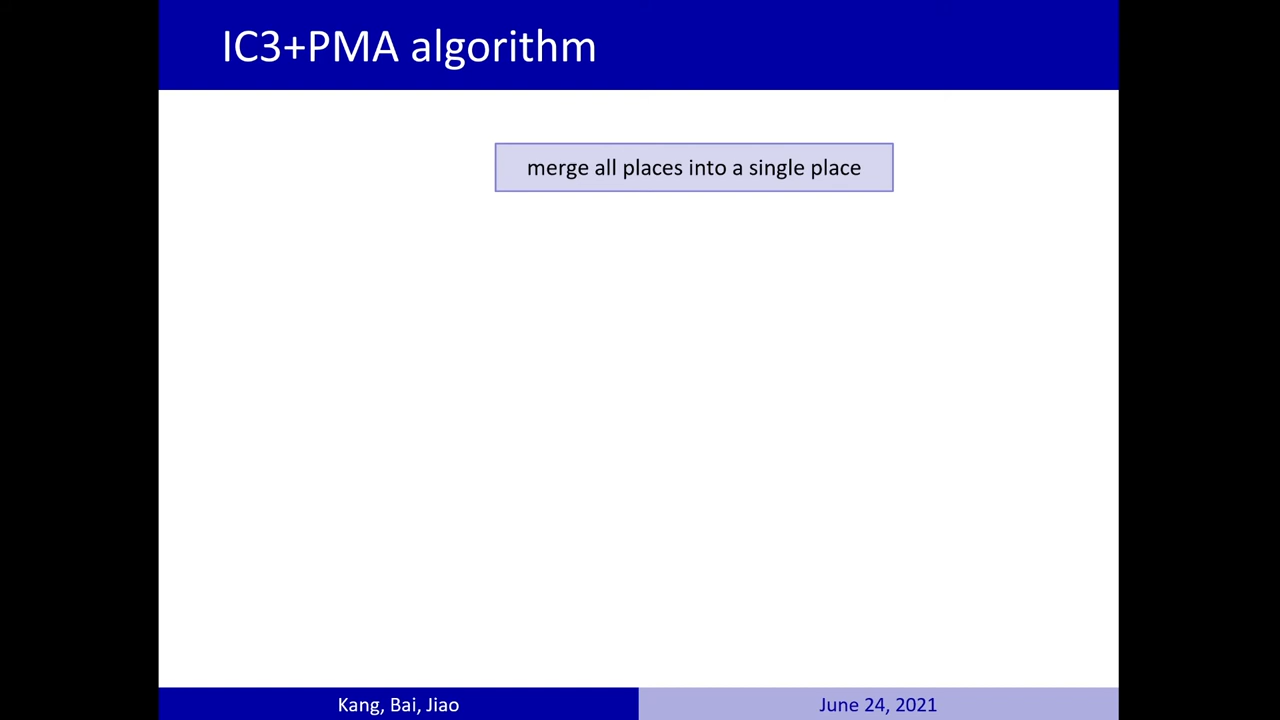 IC3+PMA algorithm
merge all places into a single place
Kang, Bai, Jiao
June 24, 2021